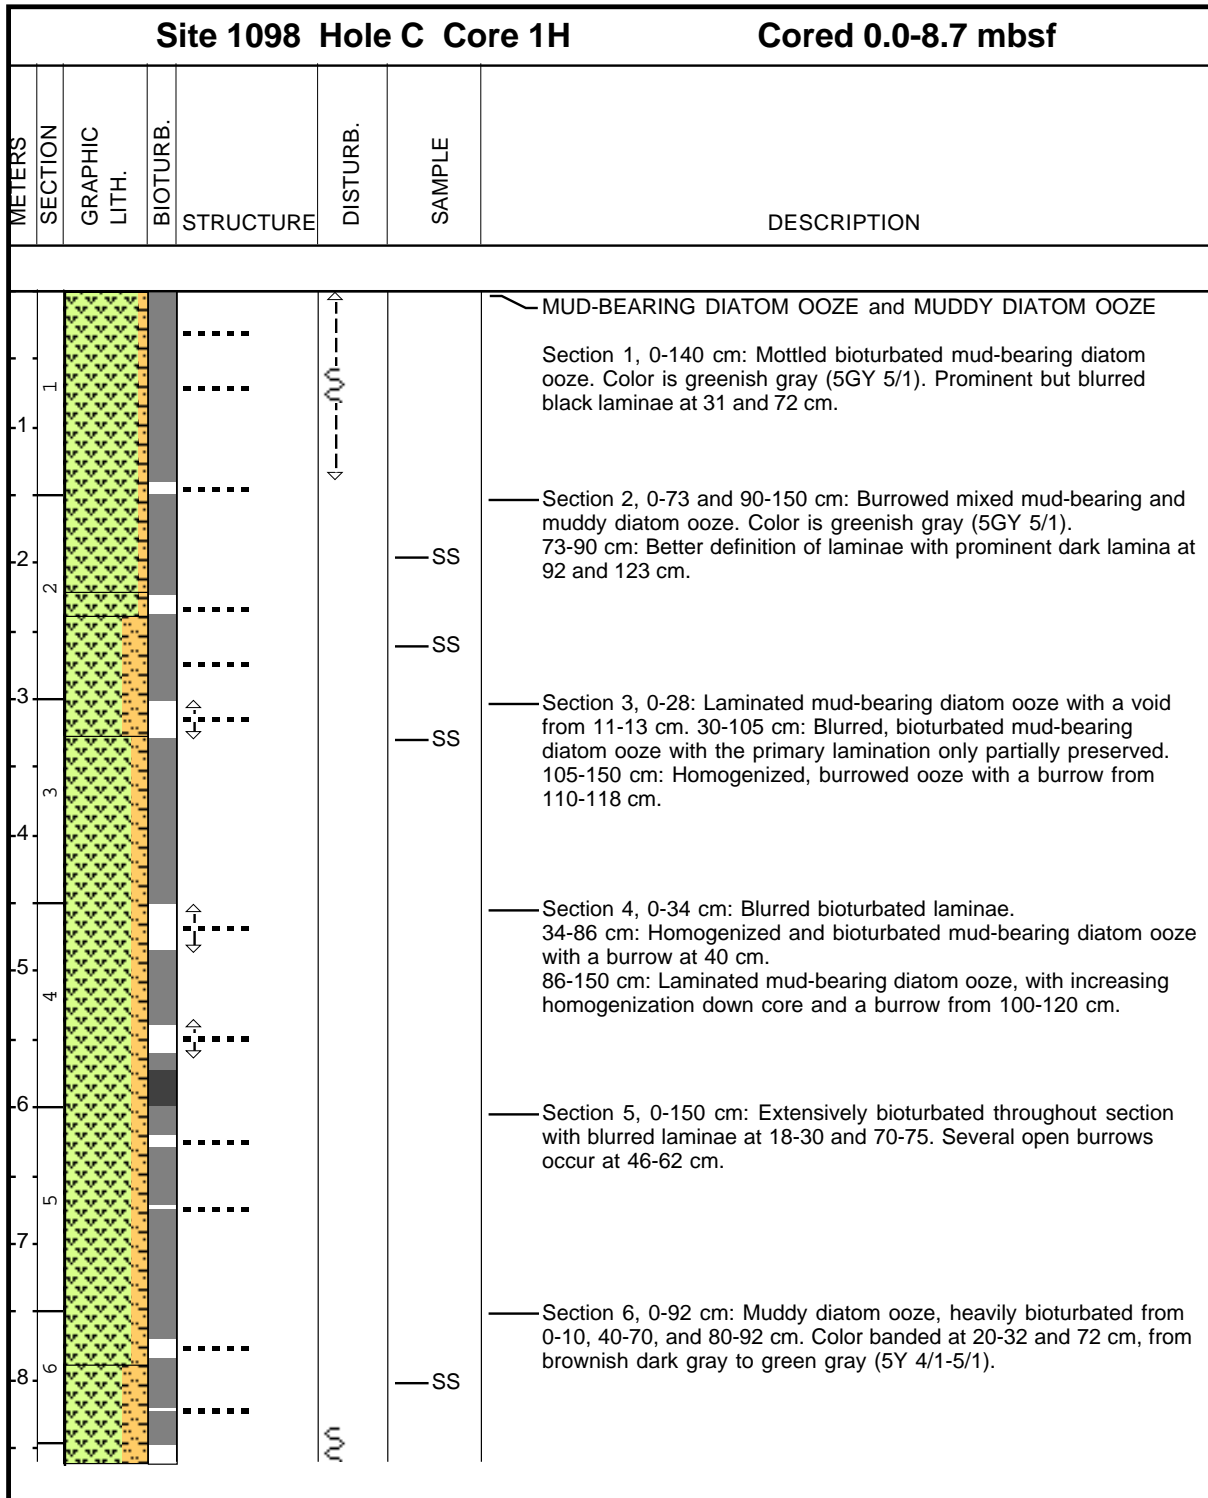 Site 1098 Hole C Core 1H Cored 0.0-8.7 mbsf
METERS
SECTION
GRAPHIC
LITH.
BIOTURB.
STRUCTURE
DISTURB.
SAMPLE
DESCRIPTION
MUD-BEARING DIATOM OOZE and MUDDY DIATOM OOZE
Section 1, 0-140 cm: Mottled bioturbated mud-bearing diatom
ooze. Color is greenish gray (5GY 5/1). Prominent but blurred
black laminae at 31 and 72 cm.
1
1
Section 2, 0-73 and 90-150 cm: Burrowed mixed mud-bearing and
muddy diatom ooze. Color is greenish gray (5GY 5/1).
73-90 cm: Better definition of laminae with prominent dark lamina at
92 and 123 cm.
2
SS
2
SS
3
Section 3, 0-28: Laminated mud-bearing diatom ooze with a void
from 11-13 cm. 30-105 cm: Blurred, bioturbated mud-bearing
diatom ooze with the primary lamination only partially preserved.
105-150 cm: Homogenized, burrowed ooze with a burrow from
110-118 cm.
SS
3
4
Section 4, 0-34 cm: Blurred bioturbated laminae.
34-86 cm: Homogenized and bioturbated mud-bearing diatom ooze
with a burrow at 40 cm.
86-150 cm: Laminated mud-bearing diatom ooze, with increasing
homogenization down core and a burrow from 100-120 cm.
5
4
6
Section 5, 0-150 cm: Extensively bioturbated throughout section
with blurred laminae at 18-30 and 70-75. Several open burrows
occur at 46-62 cm.
5
7
Section 6, 0-92 cm: Muddy diatom ooze, heavily bioturbated from
0-10, 40-70, and 80-92 cm. Color banded at 20-32 and 72 cm, from
brownish dark gray to green gray (5Y 4/1-5/1).
6
8
SS